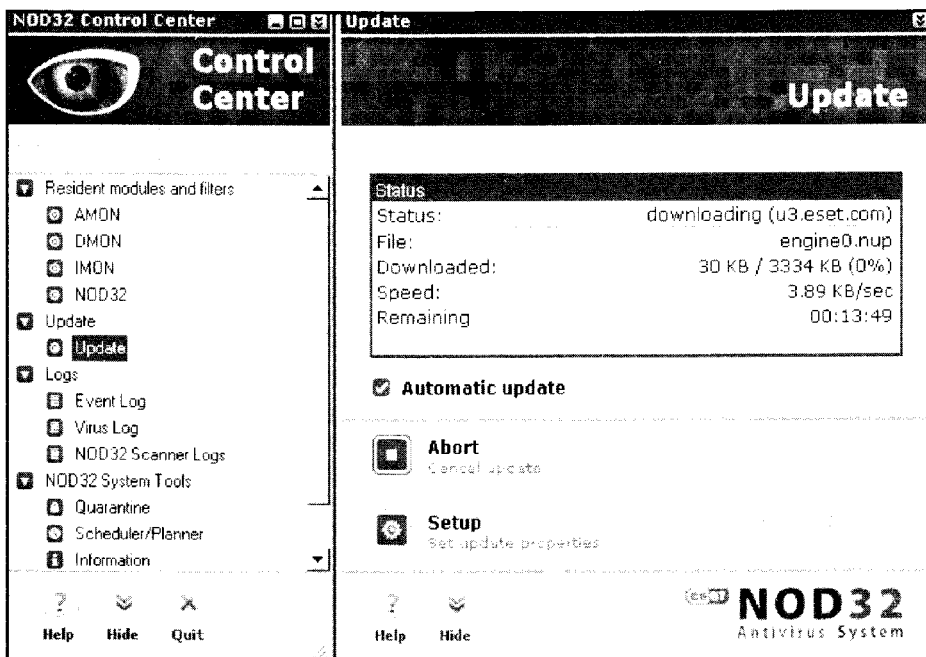 NOD32 Control Center
Control
Center
Resident modules and filters
AMON
DMON
IMON
NOD32
Update
Update
Logs
Event Log
Virus Log
NOD32 Scanner Logs
NOD32 System Tools
Quarantine
Scheduler/Planner
Information
Help Hide Quit
Update
Update
Status
Status: downloading (u3.eset.com)
File: engine0.nup
Downloaded: 30 KB / 3334 KB (0%)
Speed: 3.89 KB/sec
Remaining 00:13:49
Automatic update
Abort
Cancel update
Setup
Set update properties
Help Hide
eset NOD32
Antivirus System